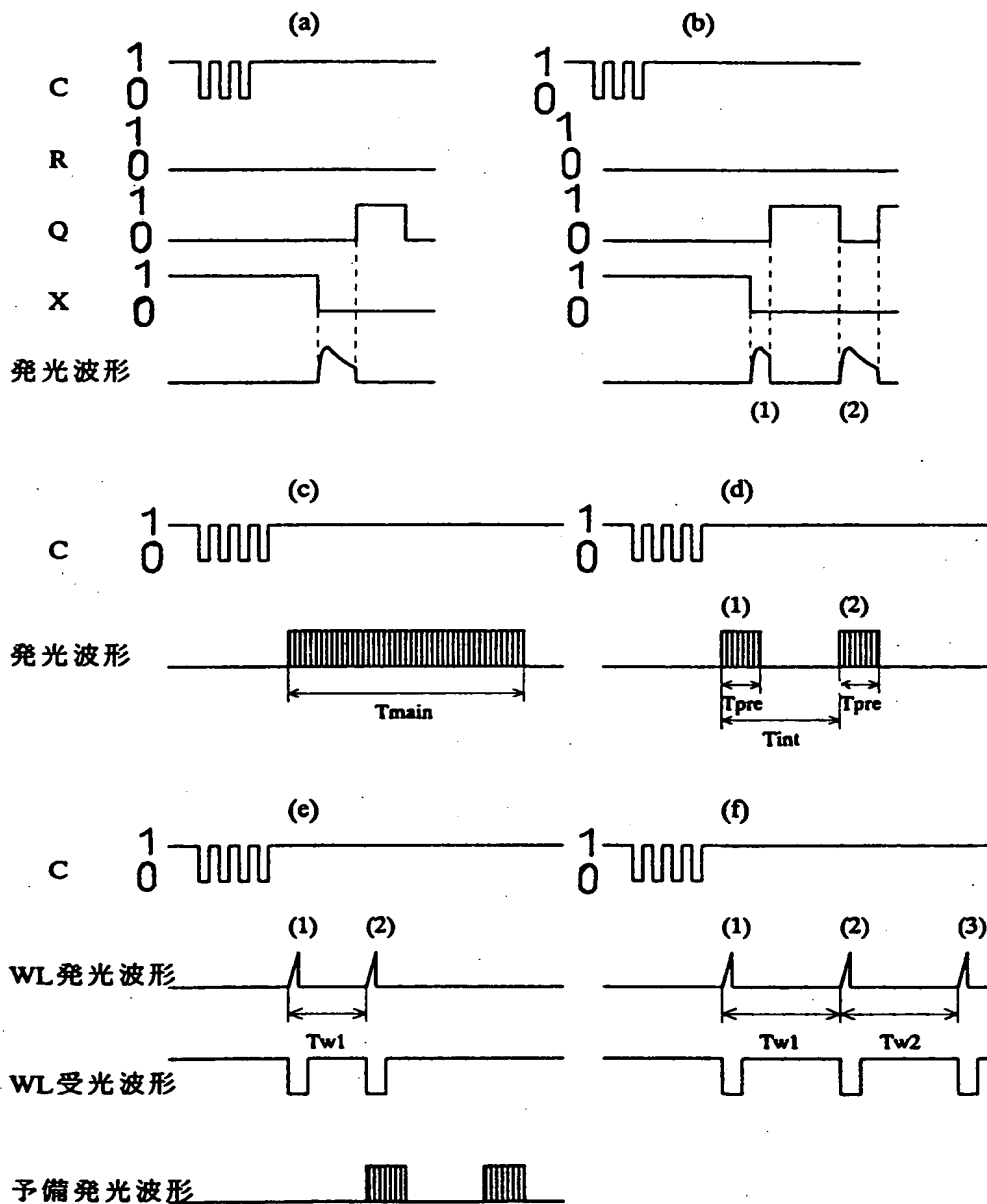 (a) (b)
C 1 0 1 0
R 1 0 1 0
Q 1 0 1 0
X 1 0 1 0
発光波形
(1) (2)
(c) (d)
C 1 0 1 0
(1) (2)
発光波形
Tmain Tpre Tpre
Tint
(e) (f)
C 1 0 1 0
(1) (2) (1) (2) (3)
WL発光波形
Tw1 Tw1 Tw2
WL受光波形
予備発光波形